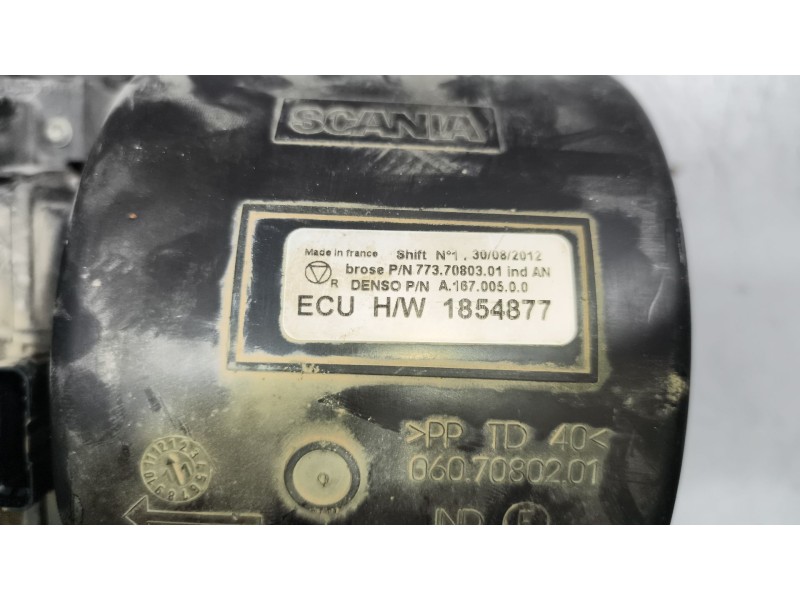 SCANIA
Made in france Shift N°1 . 30/08/2012
brose P/N 773.70803.01 ind AN
R DENSO P/N A.167.005.0.0
ECU H/W 1854877
>PP TD 40<
060.70802.01